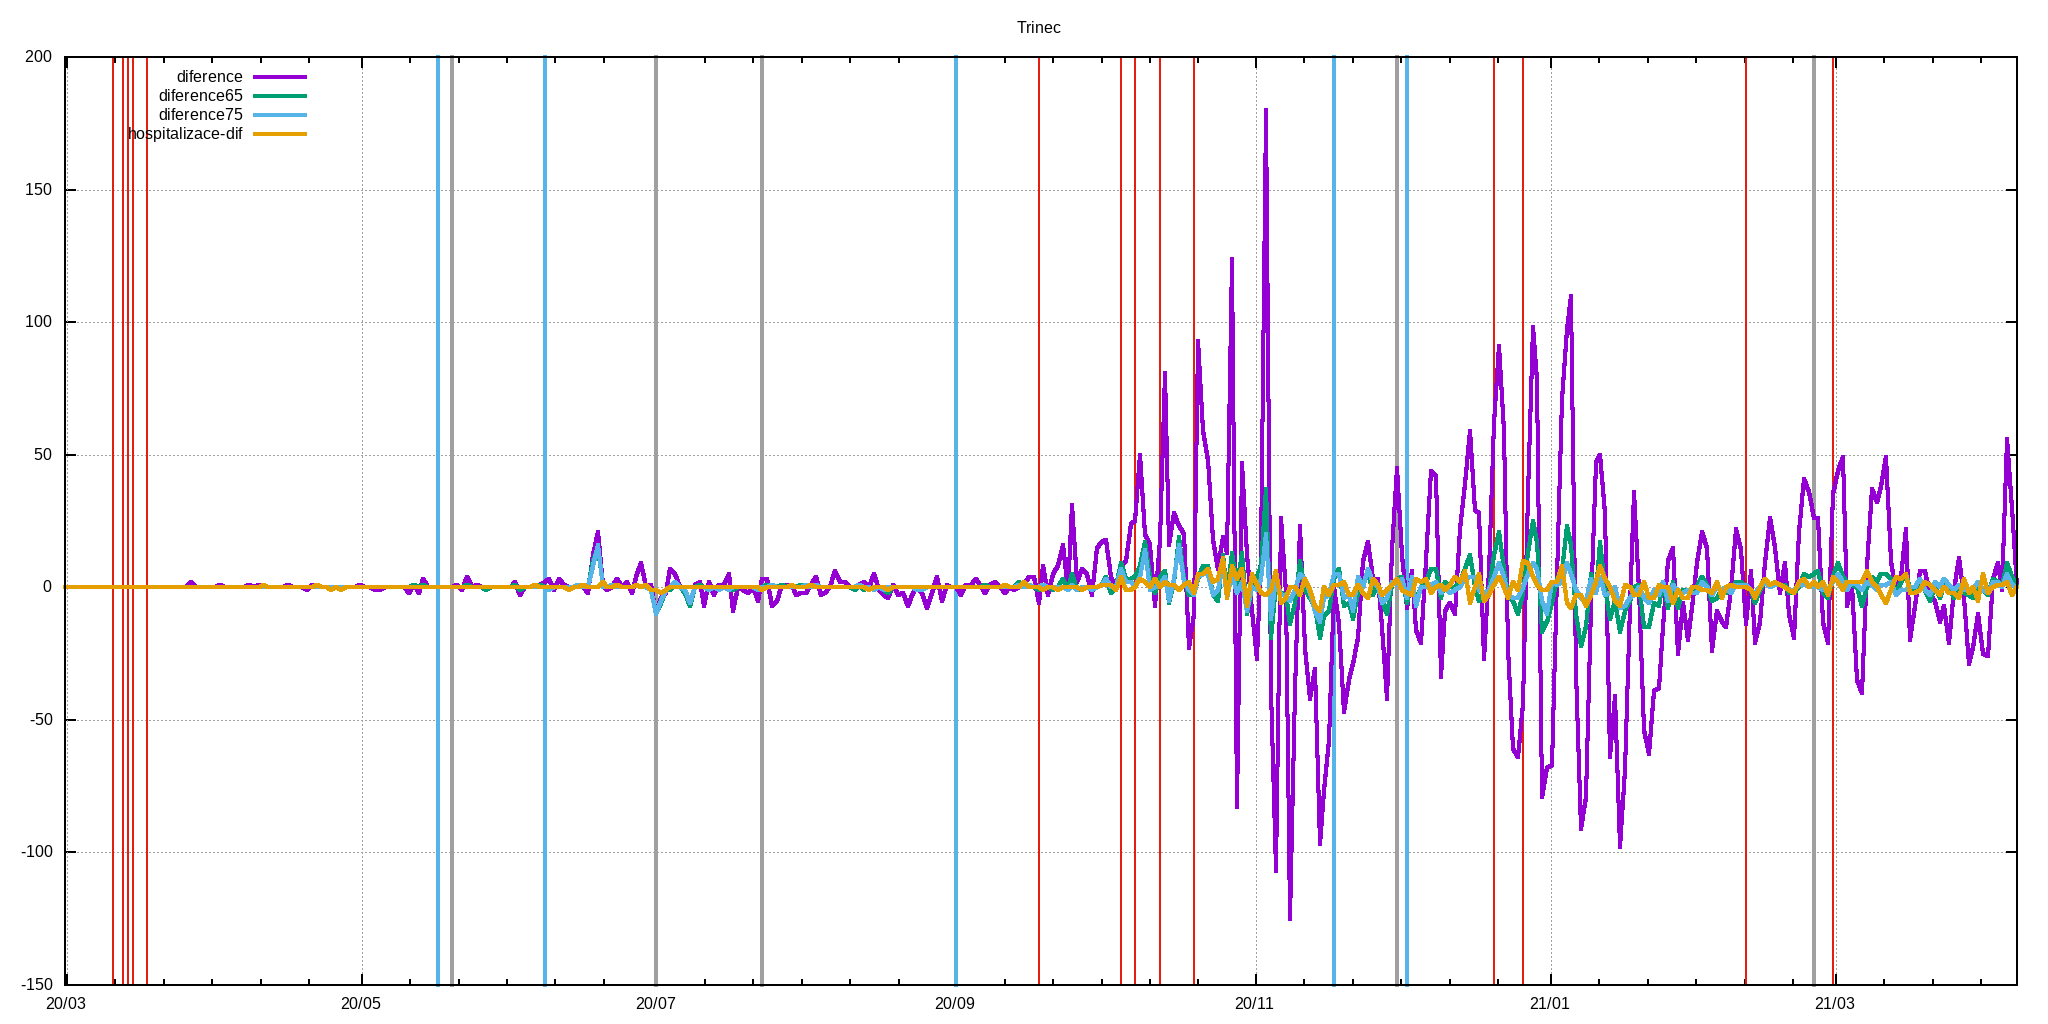 Trinec
200
diference
diference65
diference75
hospitalizace-dif
150
100
50
0
-50
-100
-150
20/03 20/05 20/07 20/09 20/11 21/01 21/03